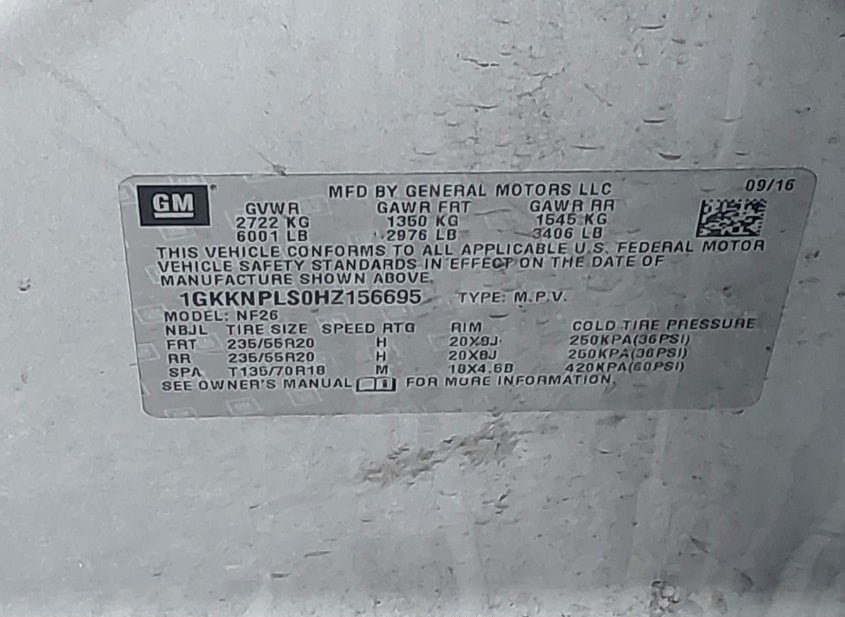 GM
MFD BY GENERAL MOTORS LLC 09/16
GVWR GAWR FRT GAWR RR
2722 KG 1350 KG 1545 KG
6001 LB 2976 LB 3406 LB
THIS VEHICLE CONFORMS TO ALL APPLICABLE U.S. FEDERAL MOTOR
VEHICLE SAFETY STANDARDS IN EFFECT ON THE DATE OF
MANUFACTURE SHOWN ABOVE.
1GKKNPLS0HZ156695 TYPE: M.P.V.
MODEL: NF26
NBJL TIRE SIZE SPEED RTG RIM COLD TIRE PRESSURE
FRT 235/55R20 H 20X8J 250KPA(36PSI)
RR 235/55R20 H 20X8J 250KPA(36PSI)
SPA T135/70R18 M 18X4.5B 420KPA(60PSI)
SEE OWNER'S MANUAL FOR MORE INFORMATION.